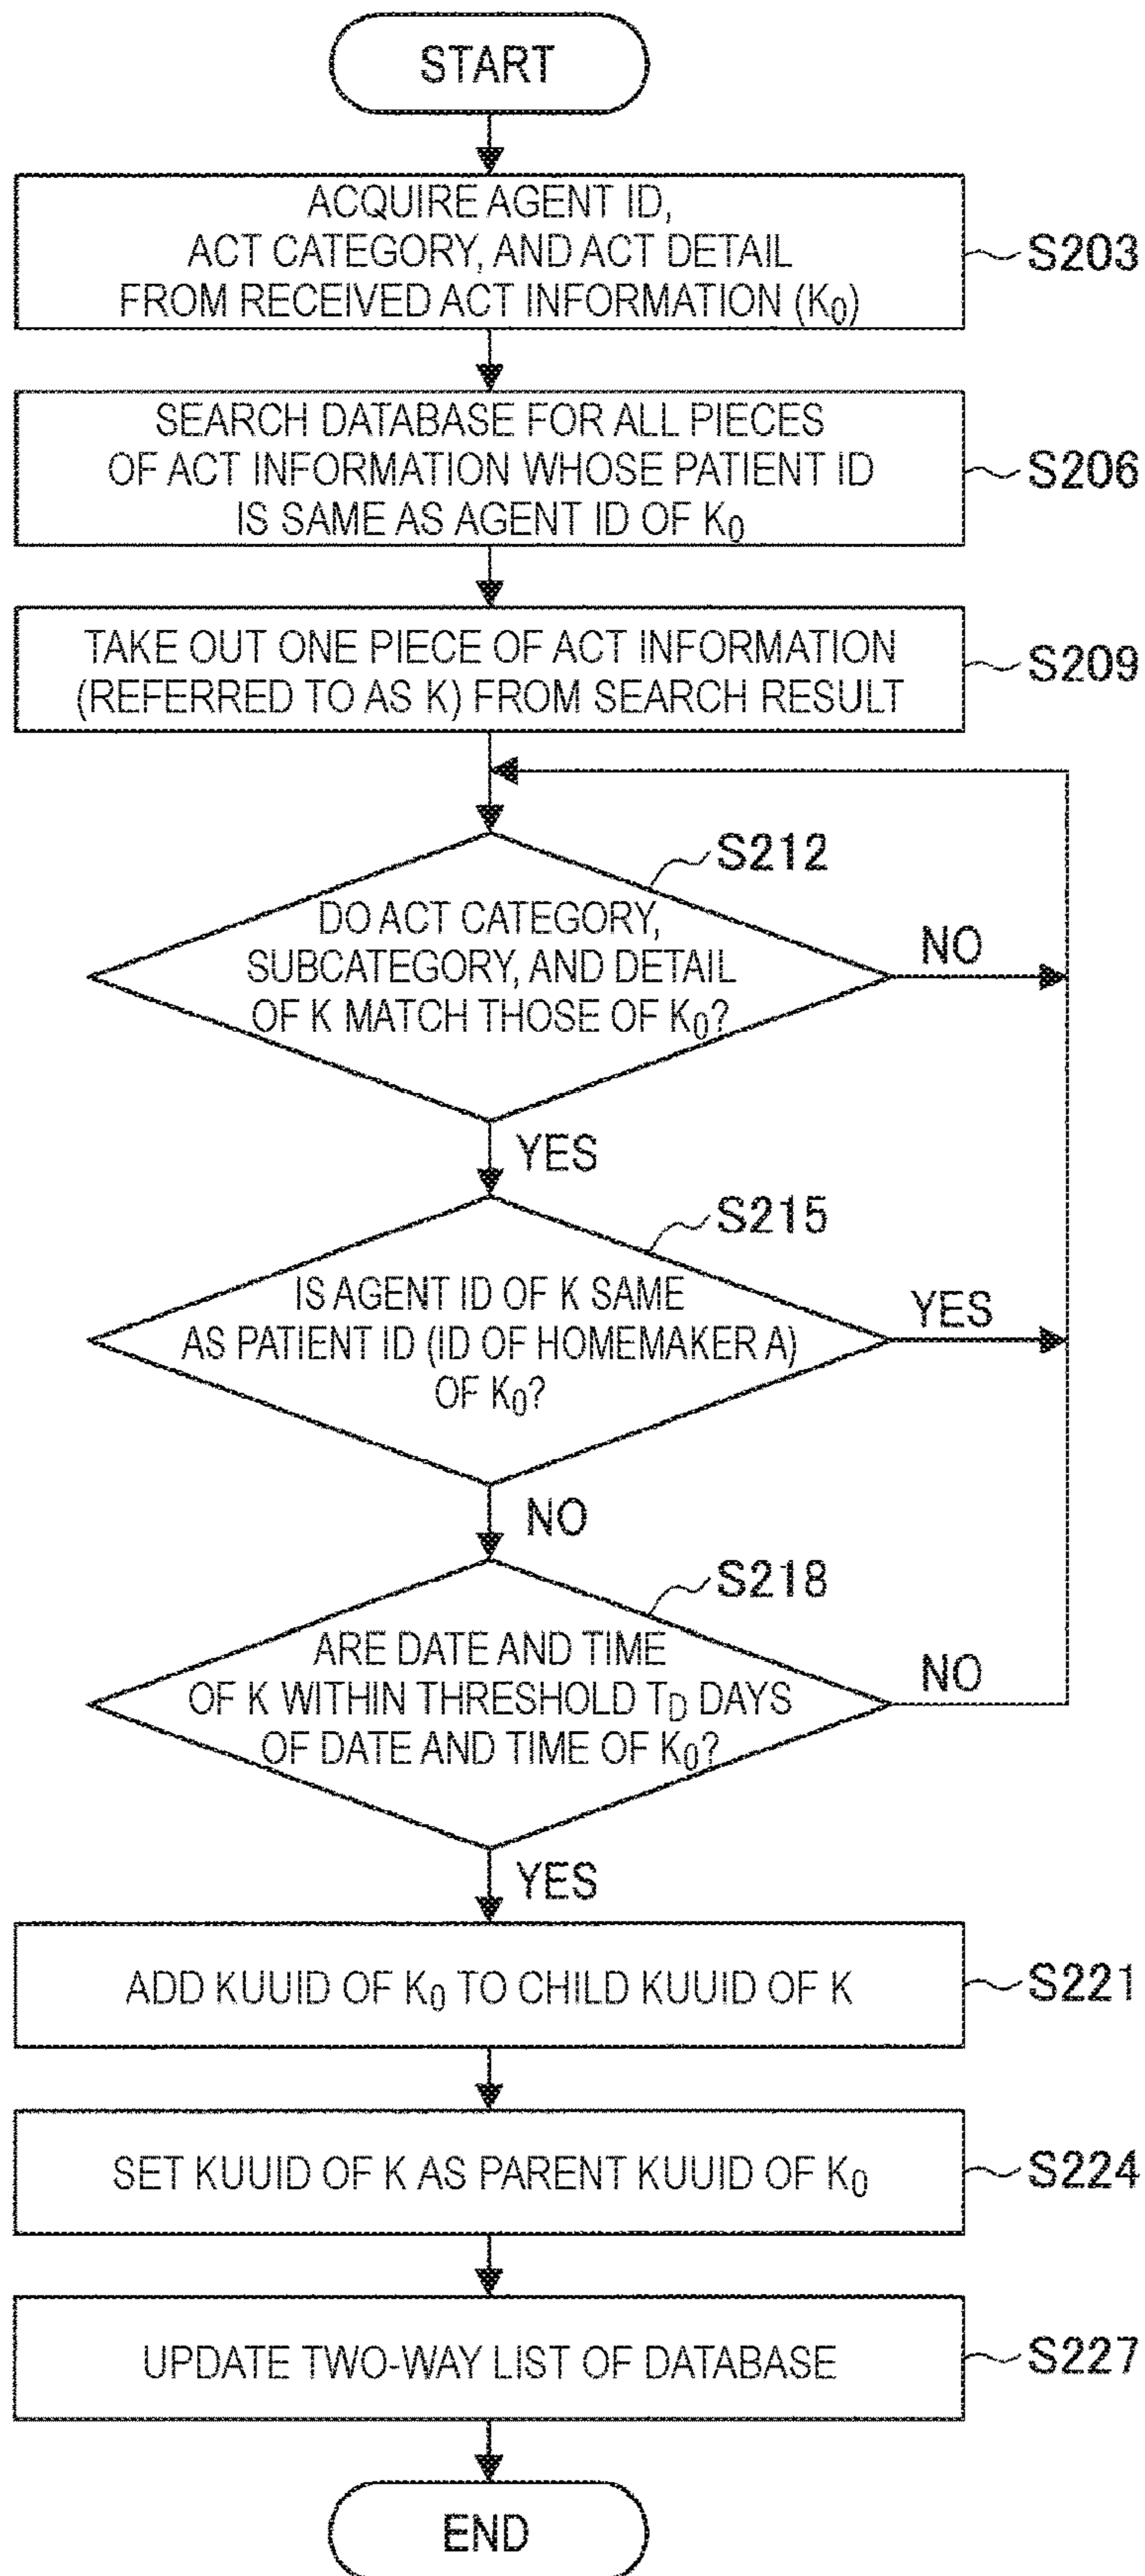 START
ACQUIRE AGENT ID,
ACT CATEGORY, AND ACT DETAIL
FROM RECEIVED ACT INFORMATION (K0)
S203
SEARCH DATABASE FOR ALL PIECES
OF ACT INFORMATION WHOSE PATIENT ID
IS SAME AS AGENT ID OF K0
S206
TAKE OUT ONE PIECE OF ACT INFORMATION
(REFERRED TO AS K) FROM SEARCH RESULT
S209
S212
DO ACT CATEGORY,
SUBCATEGORY, AND DETAIL
OF K MATCH THOSE OF K0?
NO
YES
S215
IS AGENT ID OF K SAME
AS PATIENT ID (ID OF HOMEMAKER A)
OF K0?
YES
NO
S218
ARE DATE AND TIME
OF K WITHIN THRESHOLD TD DAYS
OF DATE AND TIME OF K0?
NO
YES
ADD KUUID OF K0 TO CHILD KUUID OF K
S221
SET KUUID OF K AS PARENT KUUID OF K0
S224
UPDATE TWO-WAY LIST OF DATABASE
S227
END